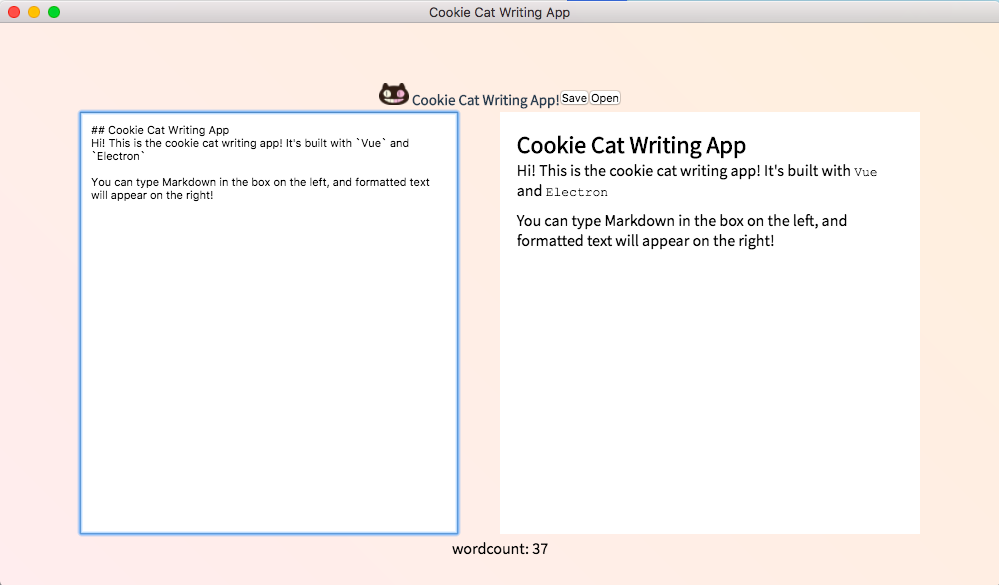 Cookie Cat Writing App
Cookie Cat Writing App! Save Open
## Cookie Cat Writing App
Hi! This is the cookie cat writing app! It's built with `Vue` and
`Electron`
You can type Markdown in the box on the left, and formatted text
will appear on the right!
Cookie Cat Writing App
Hi! This is the cookie cat writing app! It's built with Vue
and Electron
You can type Markdown in the box on the left, and
formatted text will appear on the right!
wordcount: 37